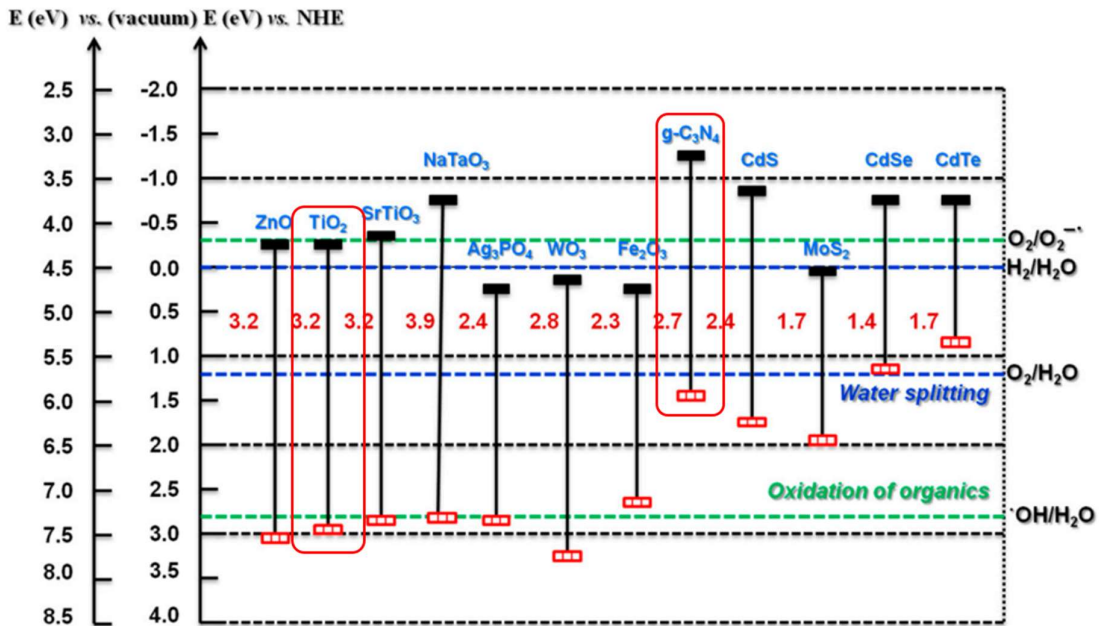 E (eV) vs. (vacuum) E (eV) vs. NHE
2.5 -2.0
3.0 -1.5
g-C₃N₄
NaTaO₃ CdS CdSe CdTe
3.5 -1.0
ZnO TiO₂ SrTiO₃
4.0 -0.5
O₂/O₂⁻·
Ag₃PO₄ WO₃ Fe₂O₃ MoS₂
4.5 0.0 H₂/H₂O
5.0 0.5
3.2 3.2 3.2 3.9 2.4 2.8 2.3 2.7 2.4 1.7 1.4 1.7
5.5 1.0
O₂/H₂O
Water splitting
6.0 1.5
6.5 2.0
7.0 2.5
Oxidation of organics
·OH/H₂O
7.5 3.0
8.0 3.5
8.5 4.0